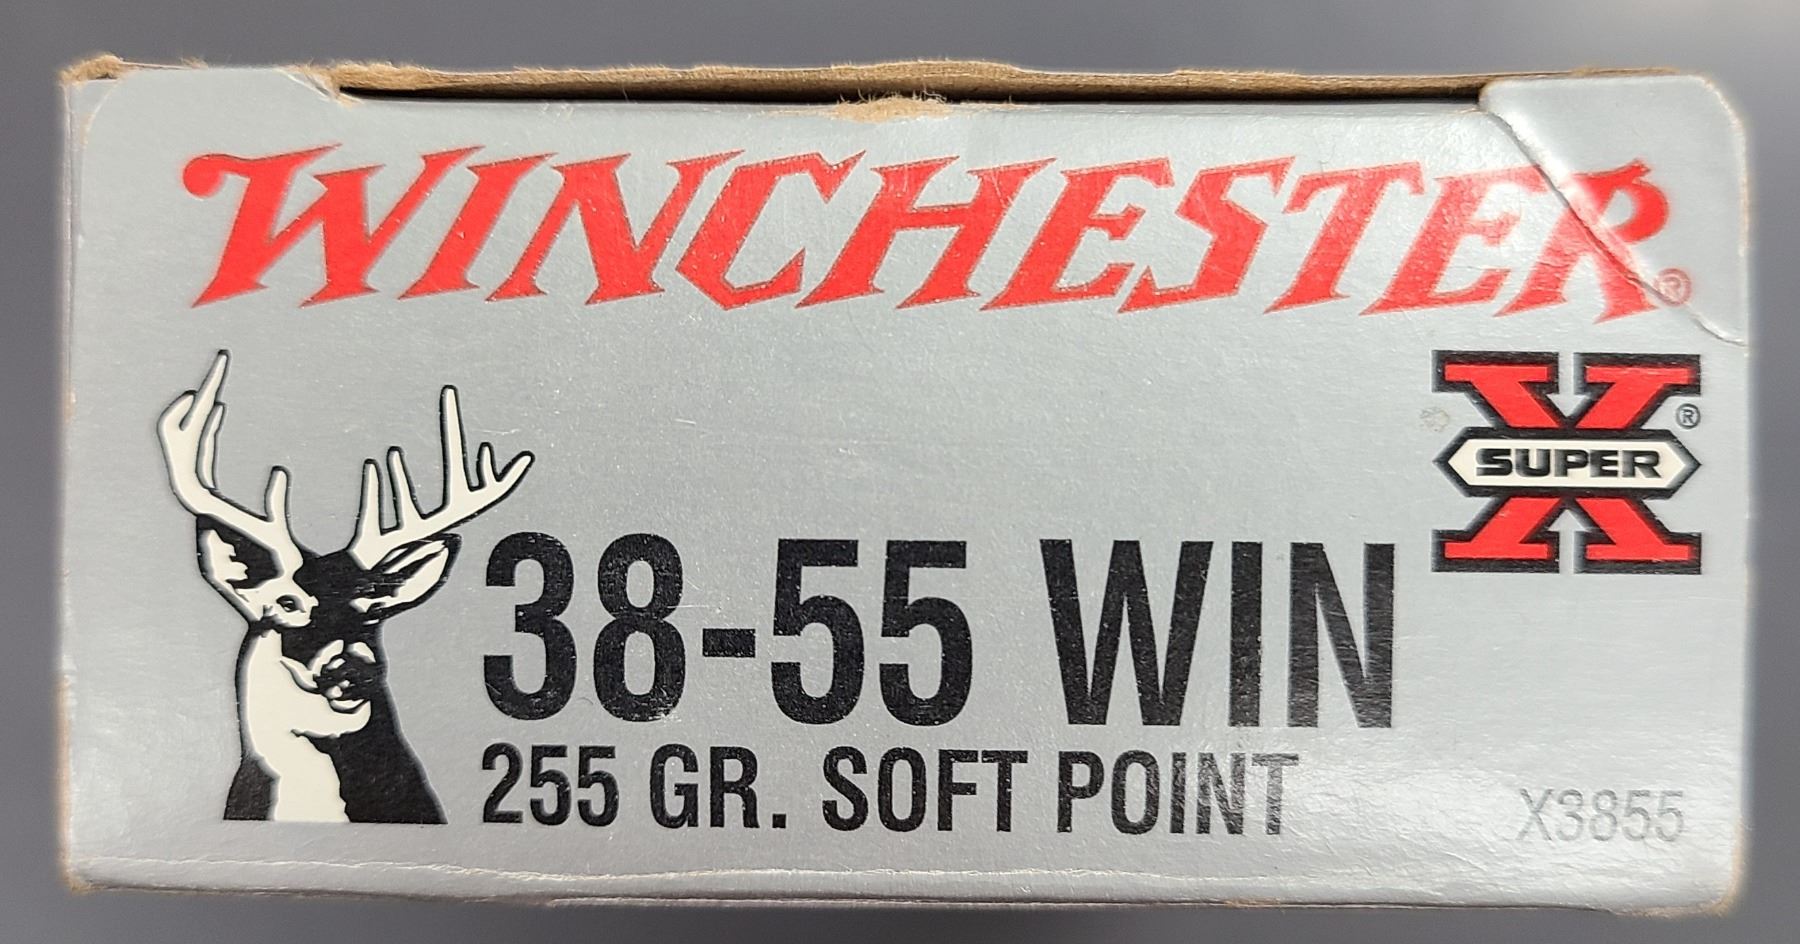 WINCHESTER®
SUPER X ®
38-55 WIN
255 GR. SOFT POINT
X3855